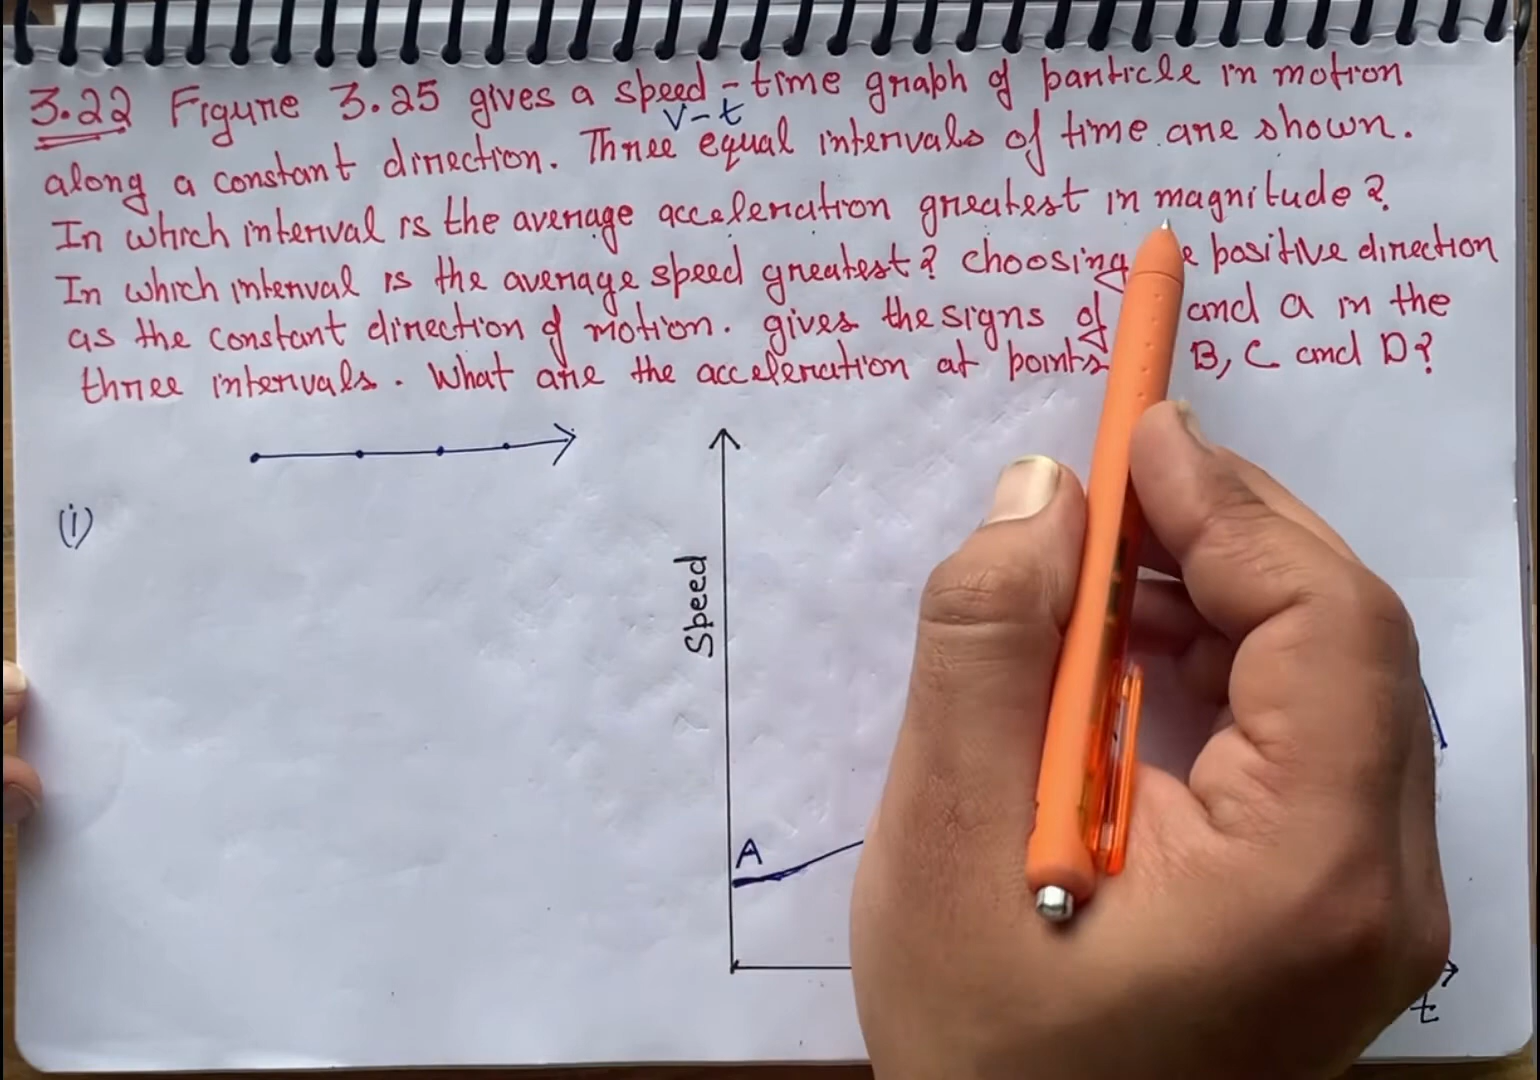 3.22 Figure 3.25 gives a speed-time graph of particle in motion
v-t
along a constant direction. Three equal intervals of time are shown.
In which interval is the average acceleration greatest in magnitude?
In which interval is the average speed greatest? choosing positive direction
as the constant direction of motion. gives the signs of and a in the
three intervals. What are the acceleration at points B, C and D?
(i)
Speed
A
t